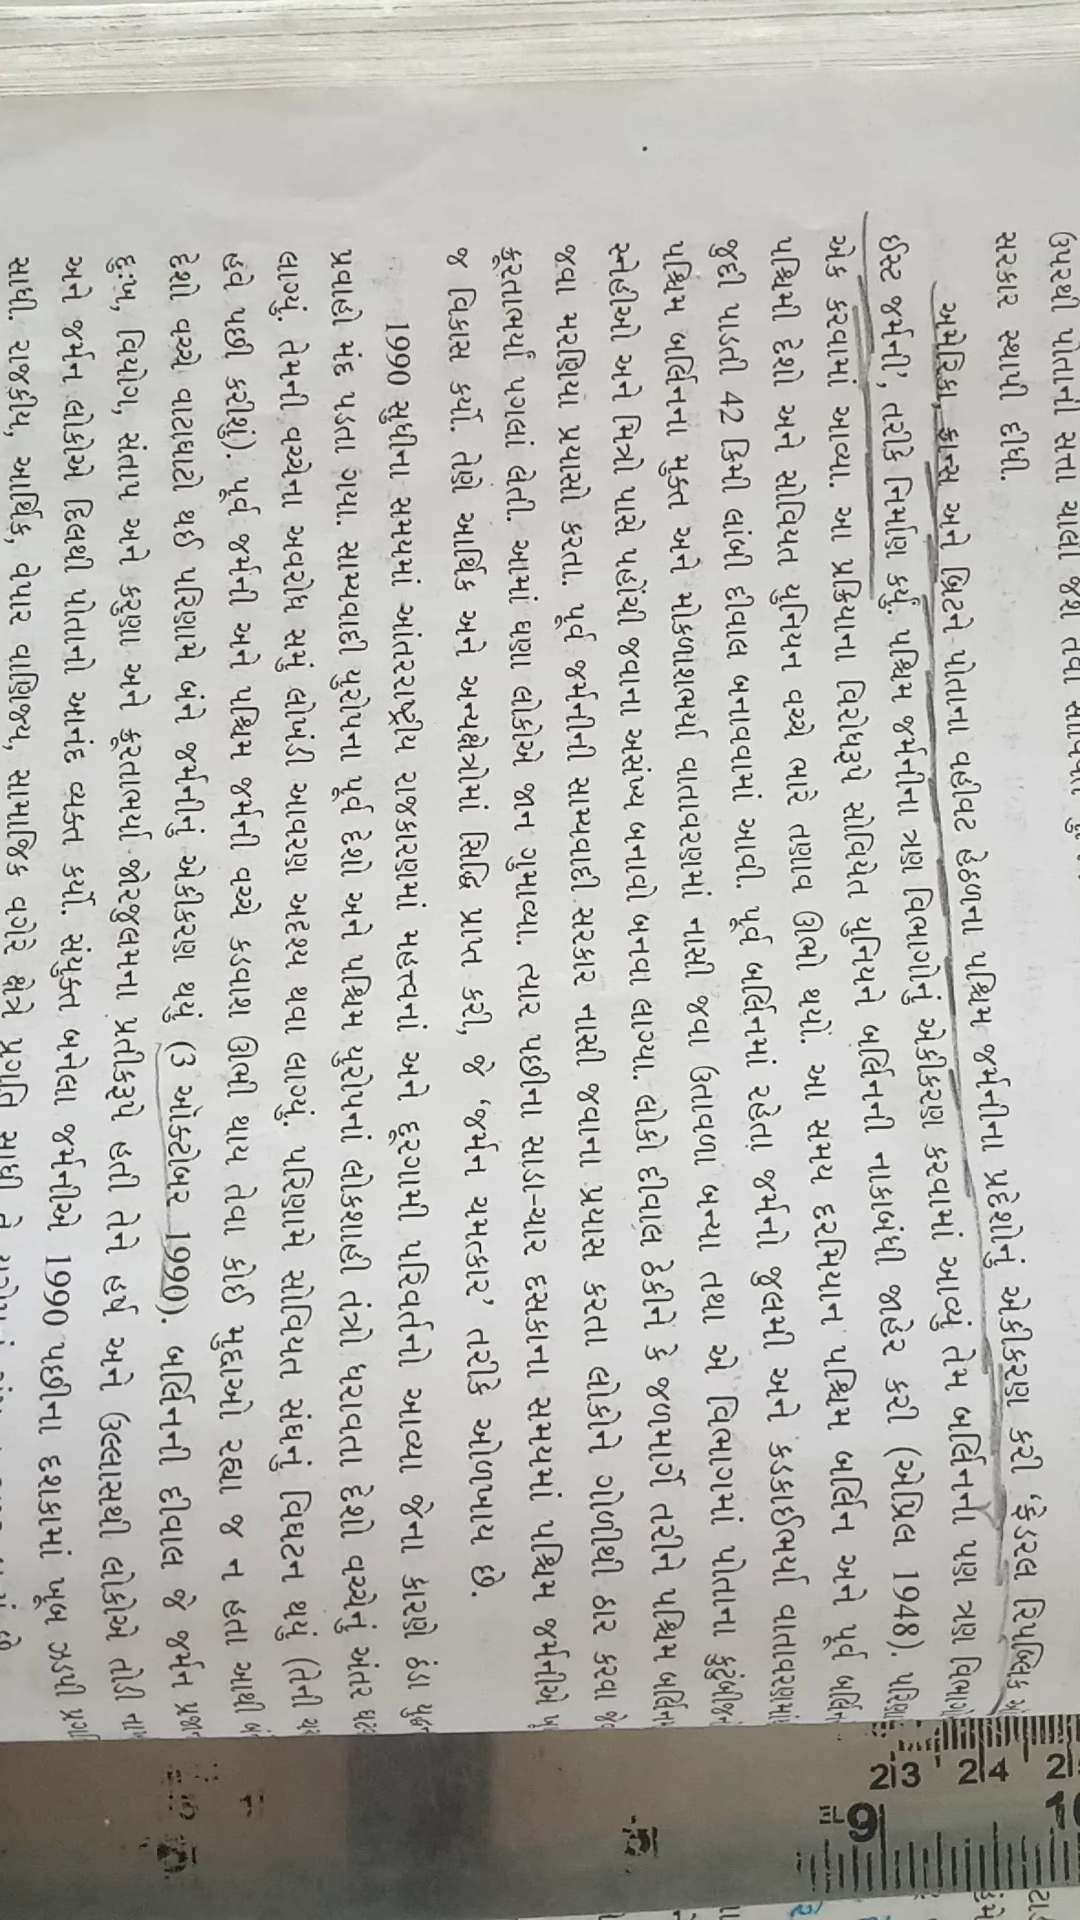 ઉપરથી પોતાની સત્તા ચાલી જશે તેવી
સરકાર સ્થાપી દીધી.
અમેરિકા, ફ્રાન્સ અને બ્રિટને પોતાના વહીવટ હેઠળના પશ્ચિમ જર્મનીના પ્રદેશોનું એકીકરણ કરી ‘ફેડરલ રિપબ્લિક
ઈસ્ટ જર્મની’, તરીકે નિર્માણ કર્યું. પશ્ચિમ જર્મનીના ત્રણ વિભાગોનું એકીકરણ કરવામાં આવ્યું તેમ બર્લિનનો પણ ત્રણ
એક કરવામાં આવ્યા. આ પ્રક્રિયાના વિરોધરૂપે સોવિયેત યુનિયને બર્લિનની નાકાબંધી જાહેર કરી (એપ્રિલ 1948).
પશ્ચિમી દેશો અને સોવિયત યુનિયન વચ્ચે ભારે તણાવ ઊભો થયો. આ સમય દરમિયાન પશ્ચિમ બર્લિન અને પૂર્વ
જુદી પાડતી 42 કિમી લાંબી દીવાલ બનાવવામાં આવી. પૂર્વ બર્લિનમાં રહેતા જર્મનો જુલમી અને કડકાઈભર્યા
પશ્ચિમ બર્લિનના મુક્ત અને મોકળાશભર્યા વાતાવરણમાં નાસી જવા ઉતાવળા બન્યા તથા એ વિભાગમાં પોતાના
સ્નેહીઓ અને મિત્રો પાસે પહોંચી જવાના અસંખ્ય બનાવો બનવા લાગ્યા. લોકો દીવાલ ઠેકીને કે જળમાર્ગે તરીને પશ્ચિમ
જવા મરણિયા પ્રયાસો કરતા. પૂર્વ જર્મનીની સામ્યવાદી સરકાર નાસી જવાના પ્રયાસ કરતા લોકોને ગોળીથી ઠાર કરવા
ક્રૂરતાભર્યા પગલાં લેતી. આમાં ઘણા લોકોએ જાન ગુમાવ્યા. ત્યાર પછીના સાડા-ચાર દસકાના સમયમાં પશ્ચિમ જર્મનીએ
જ વિકાસ કર્યો. તેણે આર્થિક અને અન્યક્ષેત્રોમાં સિદ્ધિ પ્રાપ્ત કરી, જે ‘જર્મન ચમત્કાર’ તરીકે ઓળખાય છે.
1990 સુધીના સમયમાં આંતરરાષ્ટ્રીય રાજકારણમાં મહત્ત્વનાં અને દૂરગામી પરિવર્તનો આવ્યા જેના કારણે ઠંડા
પ્રવાહો મંદ પડતા ગયા. સામ્યવાદી યુરોપના પૂર્વ દેશો અને પશ્ચિમ યુરોપનાં લોકશાહી તંત્રો ધરાવતા દેશો વચ્ચેનું અંતર
લાગ્યું. તેમની વચ્ચેના અવરોધ સમું લોખંડી આવરણ અદૃશ્ય થવા લાગ્યું. પરિણામે સોવિયત સંઘનું વિઘટન થયું (તેની
હવે પછી કરીશું). પૂર્વ જર્મની અને પશ્ચિમ જર્મની વચ્ચે કડવાશ ઊભી થાય તેવા કોઈ મુદ્દાઓ રહ્યા જ ન હતા આથી
દેશો વચ્ચે વાટાઘાટો થઈ પરિણામે બંને જર્મનીનું એકીકરણ થયું (3 ઓક્ટોબર 1990). બર્લિનની દીવાલ જે જર્મન
દુઃખ, વિયોગ, સંતાપ અને કરુણા અને ક્રૂરતાભર્યા જોરજુલમના પ્રતીકરૂપે હતી તેને હર્ષ અને ઉલ્લાસથી લોકોએ તોડી
અને જર્મન લોકોએ દિલથી પોતાનો આનંદ વ્યક્ત કર્યો. સંયુક્ત બનેલા જર્મનીએ 1990 પછીના દશકામાં ખૂબ ઝડપી
સાધી. રાજકીય, આર્થિક, વેપાર વાણિજ્ય, સામાજિક વગેરે ક્ષેત્રે પ્રગતિ સાધી
23 24
9